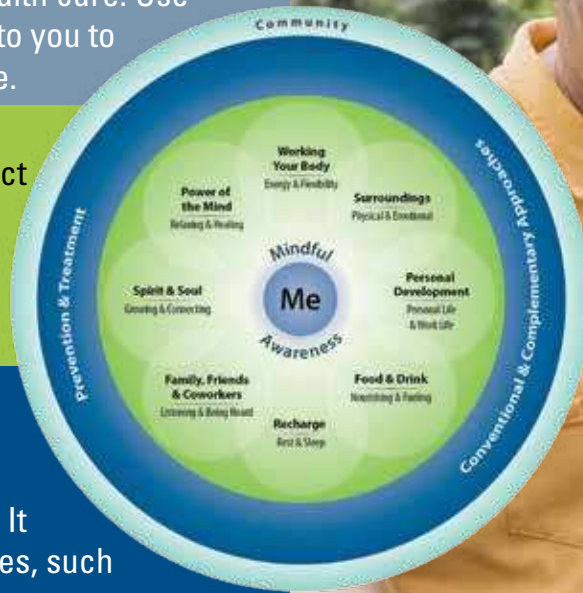 alth care. Use
to you to
e.
ct
It
es, such
Community
Prevention & Treatment
Conventional & Complementary Approaches
Working
Your Body
Energy & Flexibility
Surroundings
Physical & Emotional
Personal
Development
Personal Life
& Work Life
Food & Drink
Nourishing & Fueling
Recharge
Rest & Sleep
Family, Friends
& Coworkers
Listening & Being Heard
Spirit & Soul
Growing & Connecting
Power of
the Mind
Relaxing & Healing
Mindful
Me
Awareness